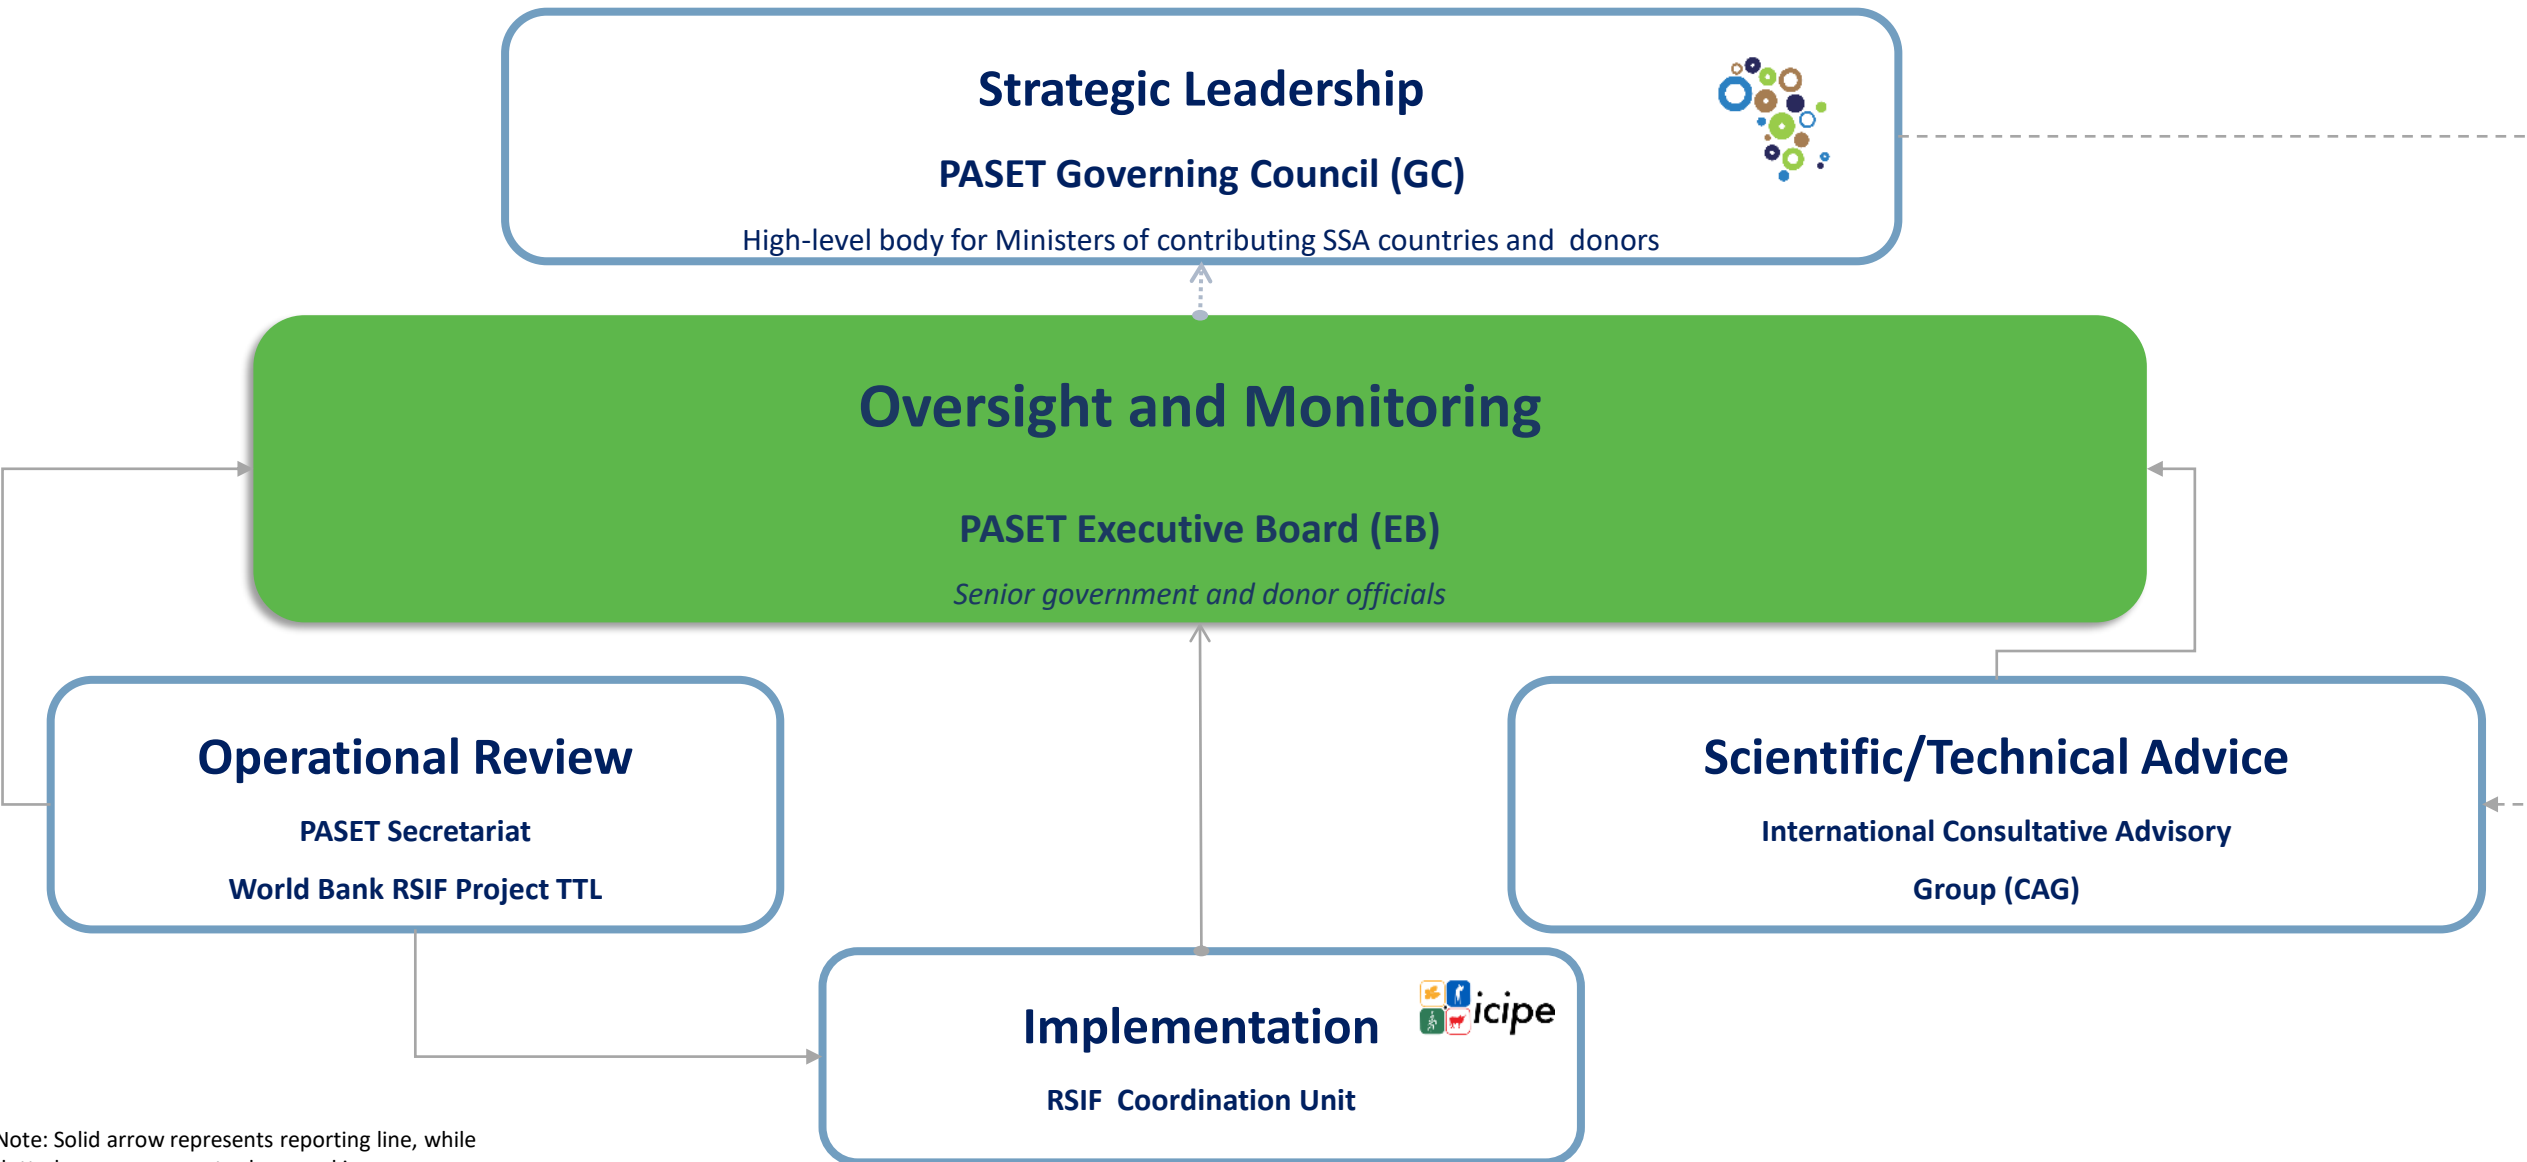 Strategic Leadership
PASET Governing Council (GC)
High-level body for Ministers of contributing SSA countries and donors
Oversight and Monitoring
PASET Executive Board (EB)
Senior government and donor officials
Operational Review
PASET Secretariat
World Bank RSIF Project TTL
Scientific/Technical Advice
International Consultative Advisory
Group (CAG)
Implementation
icipe
RSIF Coordination Unit
Note: Solid arrow represents reporting line, while